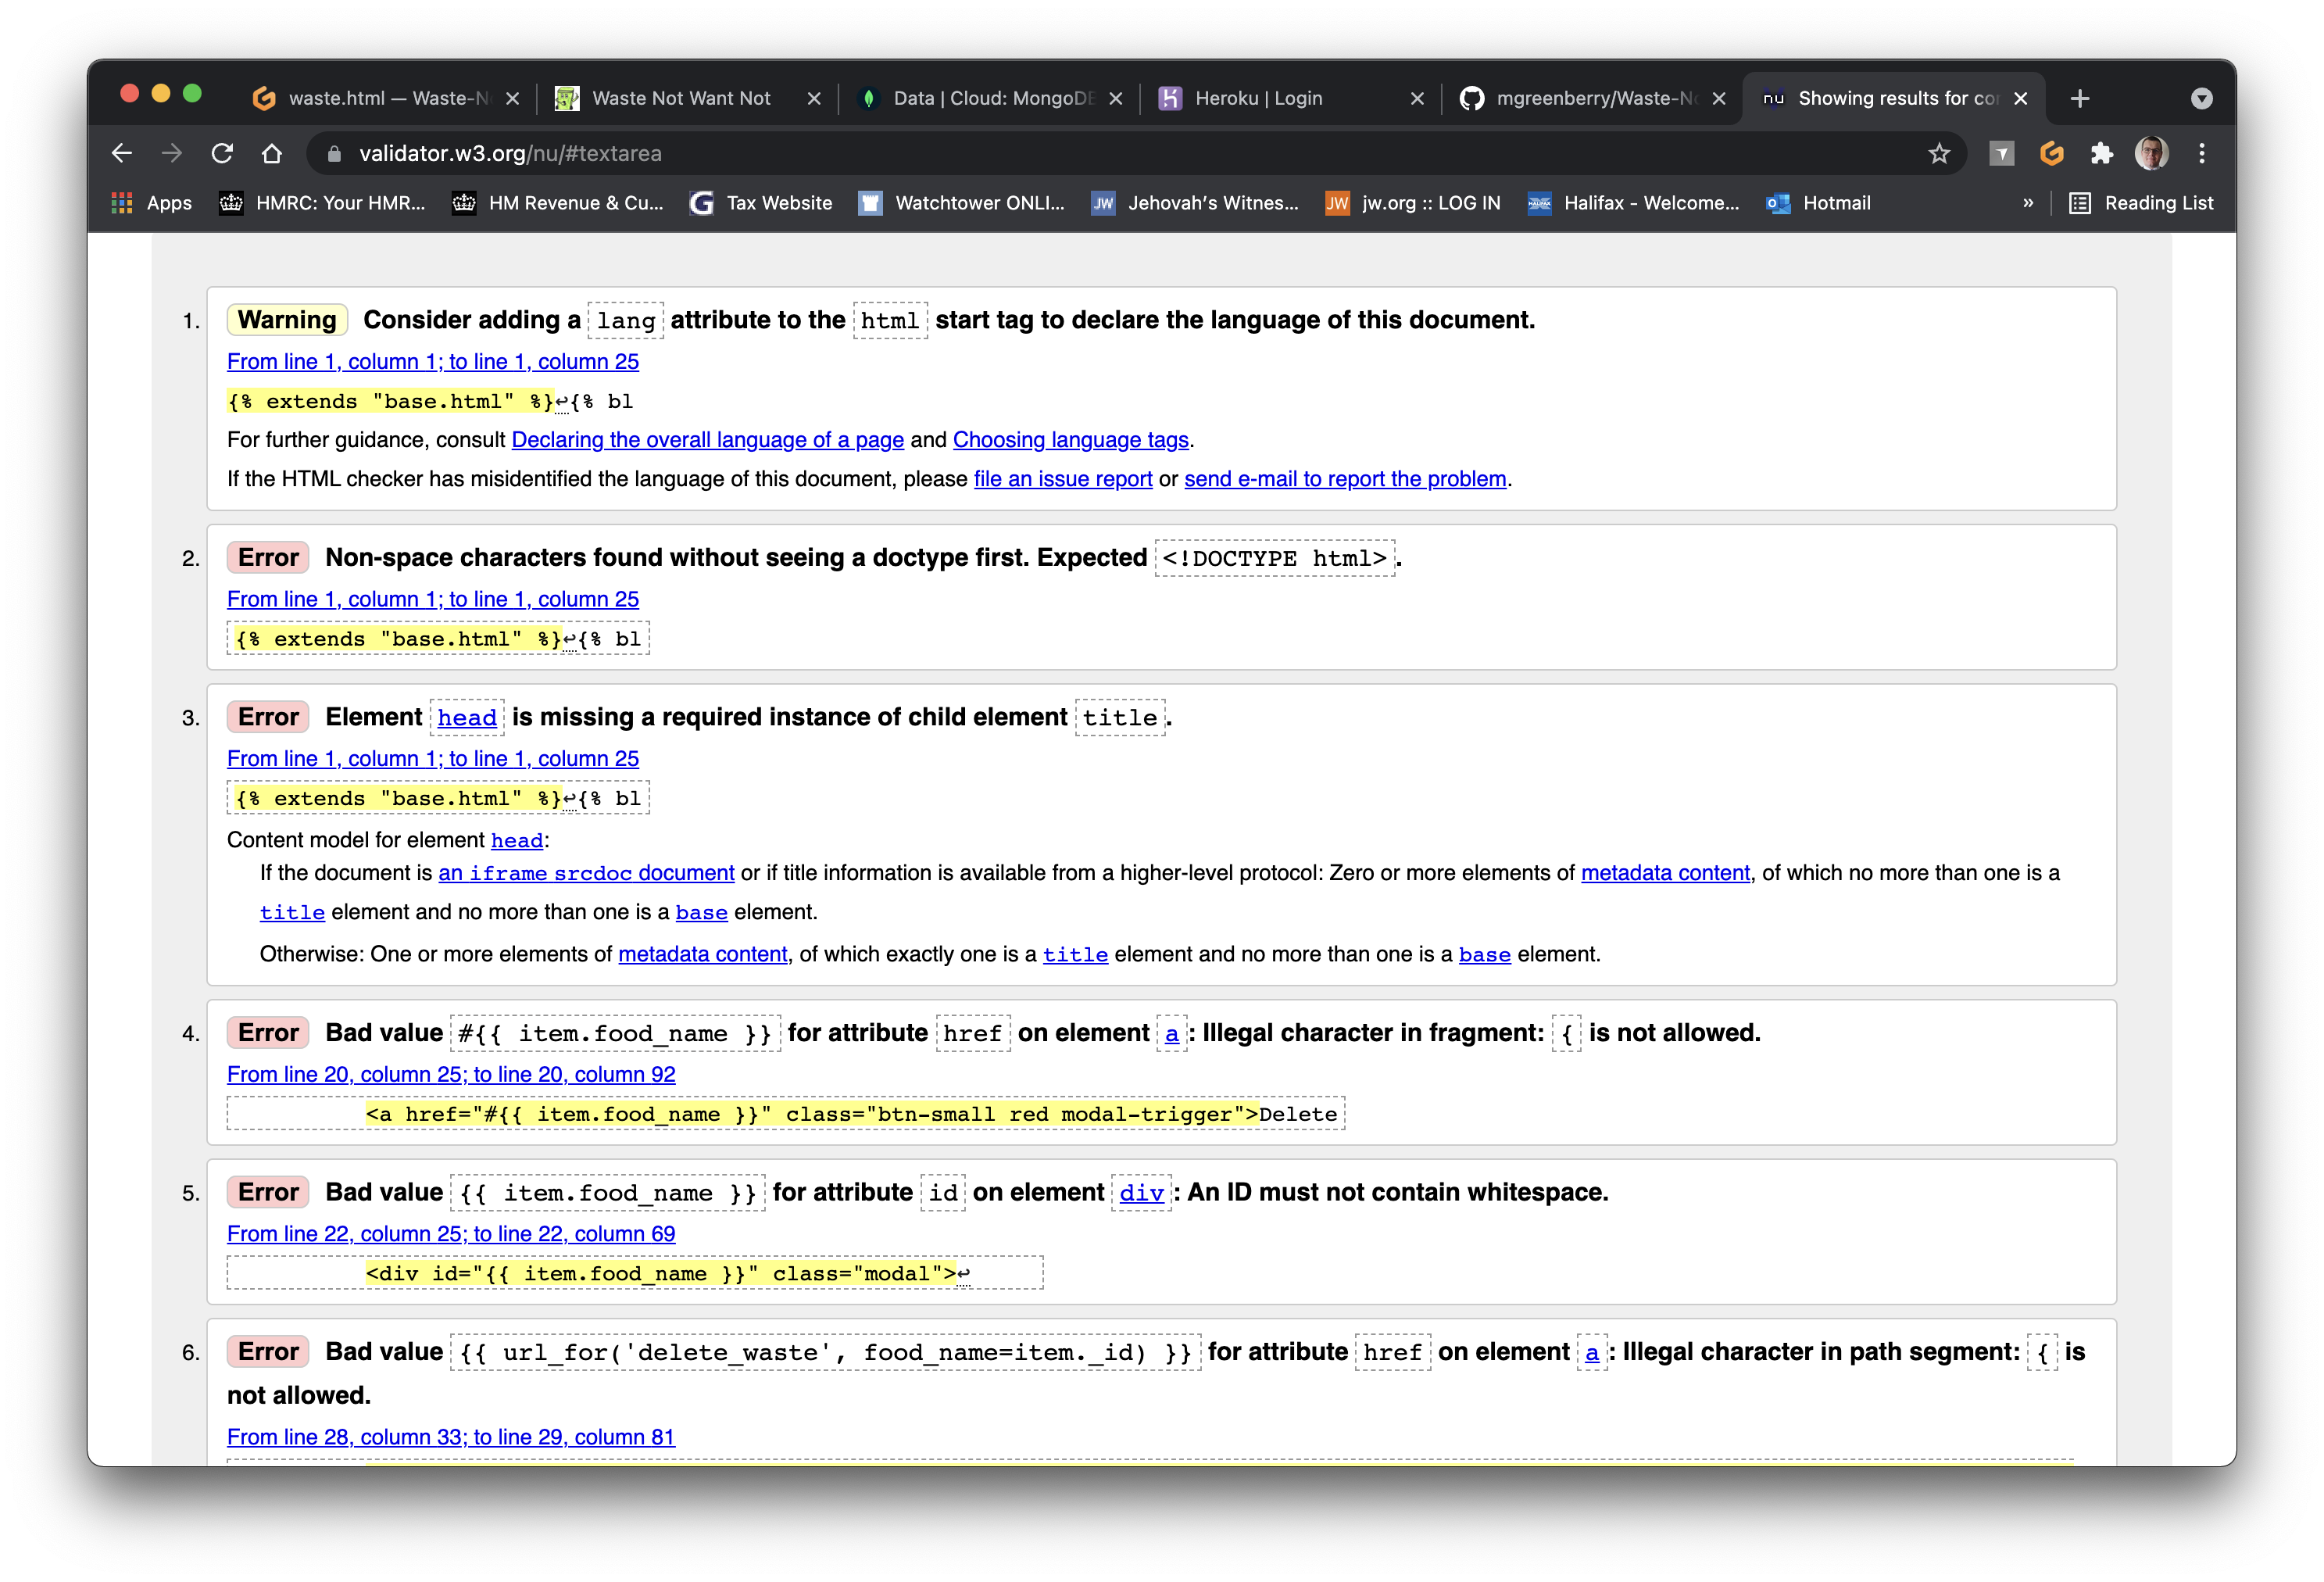 waste.html — Waste-N
Waste Not Want Not
Data | Cloud: MongoDB
Heroku | Login
mgreenberry/Waste-No
nu Showing results for con
validator.w3.org/nu/#textarea
Apps
HMRC: Your HMR...
HM Revenue & Cu...
Tax Website
Watchtower ONLI...
JW Jehovah's Witnes...
JW jw.org :: LOG IN
Halifax - Welcome...
Hotmail
»
Reading List
1. Warning Consider adding a lang attribute to the html start tag to declare the language of this document.
From line 1, column 1; to line 1, column 25
{% extends "base.html" %}↩{% bl
For further guidance, consult Declaring the overall language of a page and Choosing language tags.
If the HTML checker has misidentified the language of this document, please file an issue report or send e-mail to report the problem.
2. Error Non-space characters found without seeing a doctype first. Expected <!DOCTYPE html>.
From line 1, column 1; to line 1, column 25
{% extends "base.html" %}↩{% bl
3. Error Element head is missing a required instance of child element title.
From line 1, column 1; to line 1, column 25
{% extends "base.html" %}↩{% bl
Content model for element head:
If the document is an iframe srcdoc document or if title information is available from a higher-level protocol: Zero or more elements of metadata content, of which no more than one is a
title element and no more than one is a base element.
Otherwise: One or more elements of metadata content, of which exactly one is a title element and no more than one is a base element.
4. Error Bad value #{{ item.food_name }} for attribute href on element a: Illegal character in fragment: { is not allowed.
From line 20, column 25; to line 20, column 92
<a href="#{{ item.food_name }}" class="btn-small red modal-trigger">Delete
5. Error Bad value {{ item.food_name }} for attribute id on element div: An ID must not contain whitespace.
From line 22, column 25; to line 22, column 69
<div id="{{ item.food_name }}" class="modal">↩
6. Error Bad value {{ url_for('delete_waste', food_name=item._id) }} for attribute href on element a: Illegal character in path segment: { is
not allowed.
From line 28, column 33; to line 29, column 81